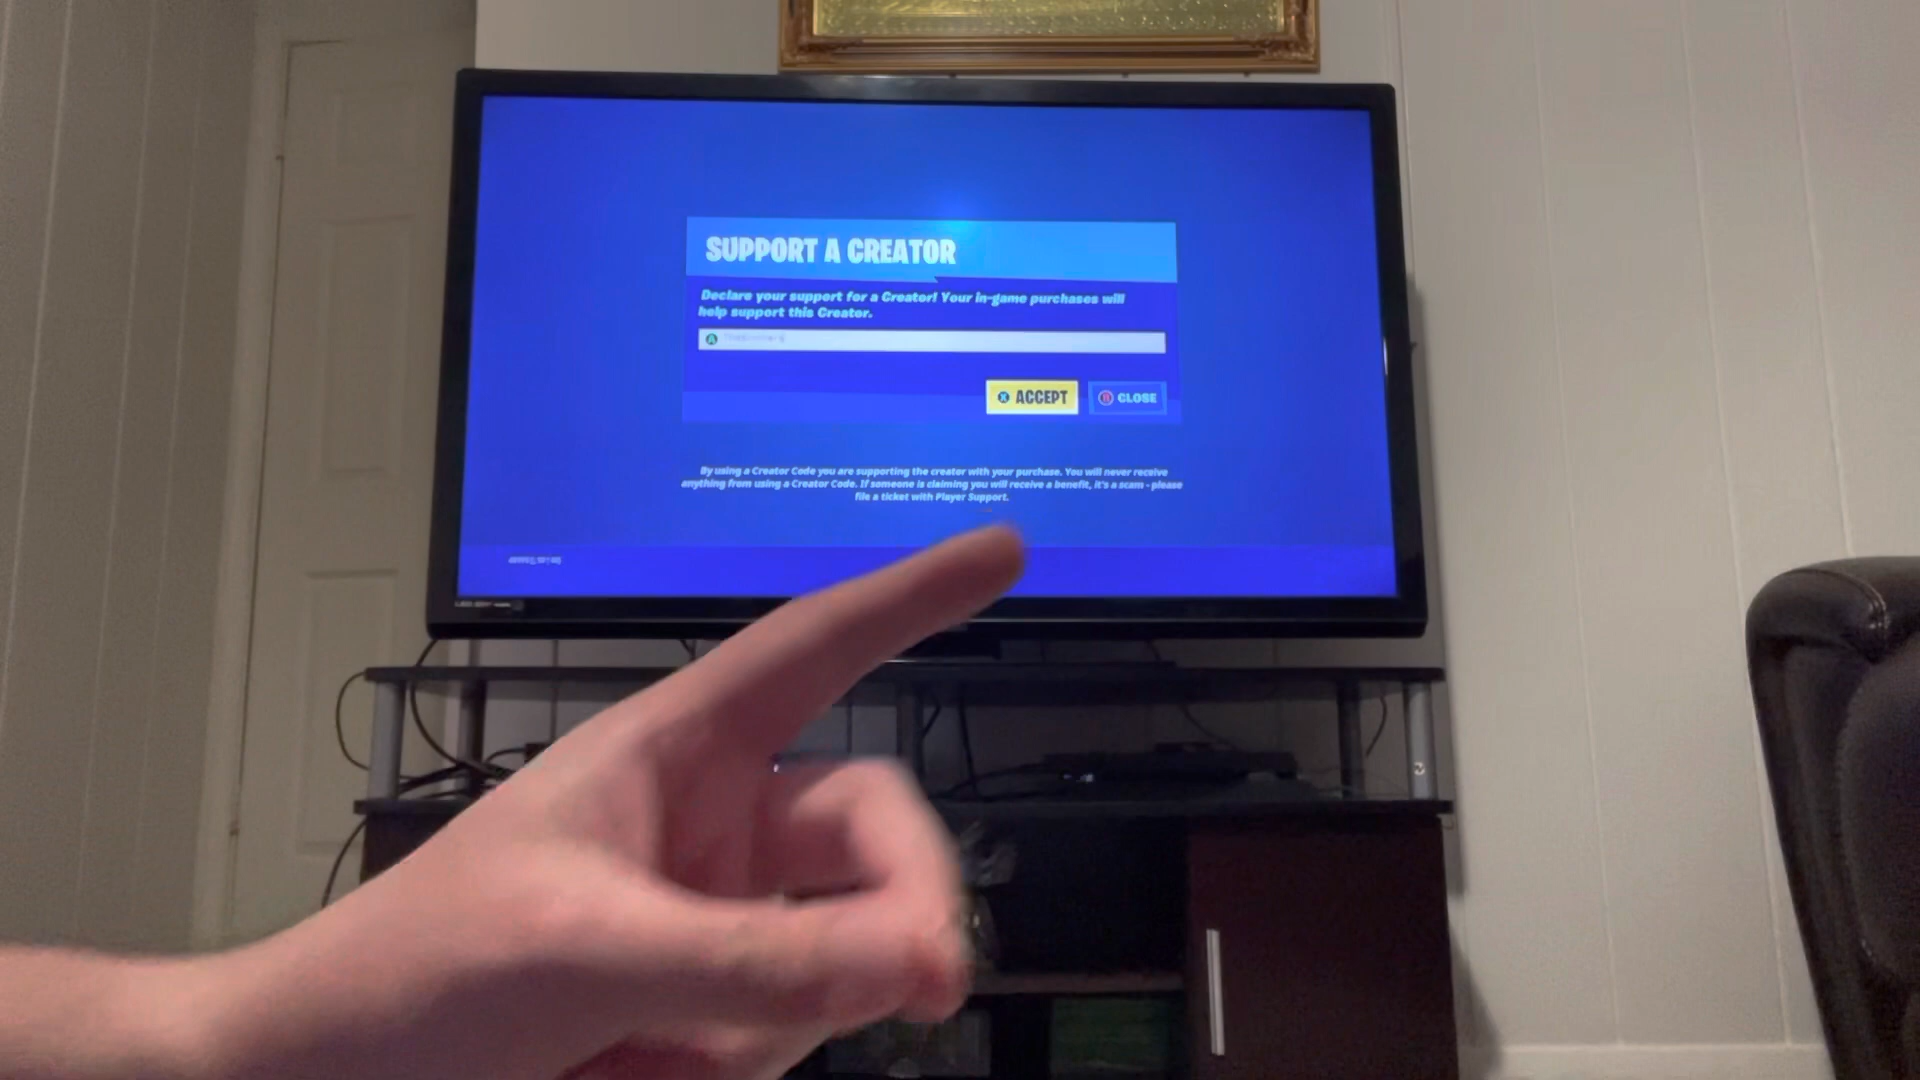 SUPPORT A CREATOR
Declare your support for a Creator! Your in-game purchases will
help support this Creator.
A
X ACCEPT
B CLOSE
By using a Creator Code you are supporting the creator with your purchase. You will never receive
anything from using a Creator Code. If someone is claiming you will receive a benefit, it's a scam - please
file a ticket with Player Support.